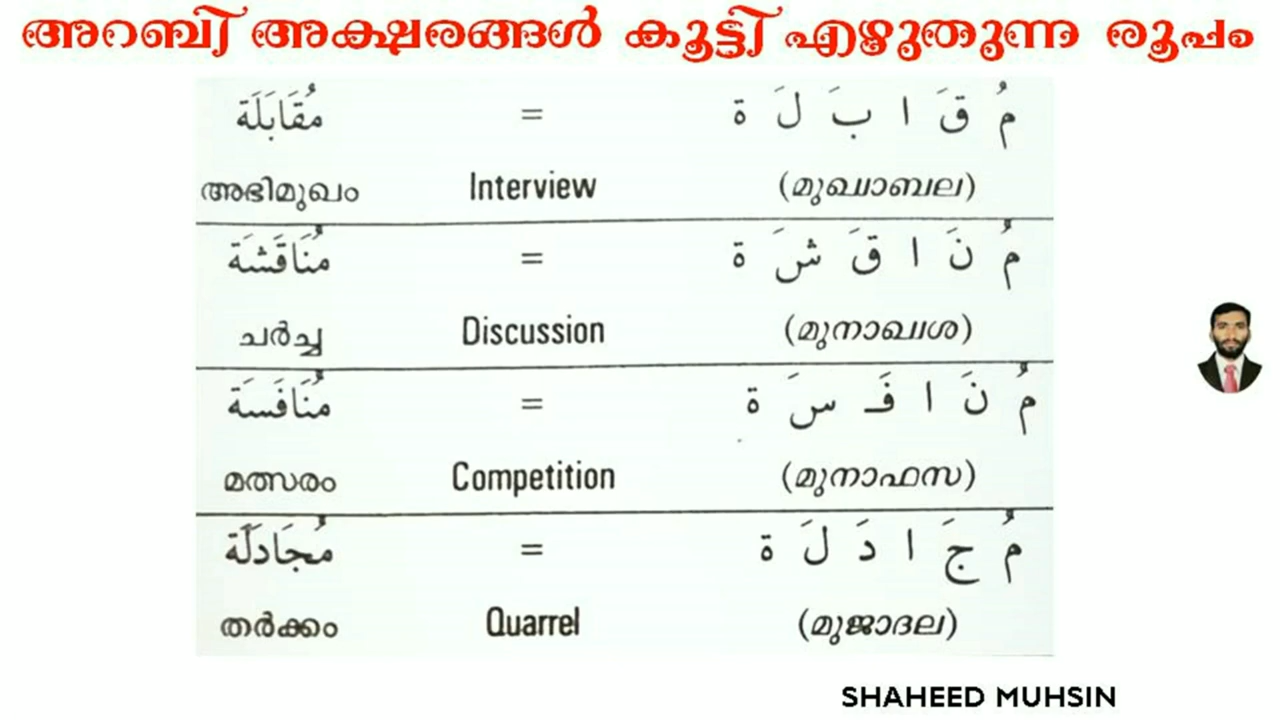 അറബി അക്ഷരങ്ങൾ കൂട്ടി എഴുതുന്ന രൂപം
مُ قَ ا بَ لَ ة = مُقَابَلَة
അഭിമുഖം Interview (മുഖാബല)
مُ نَ ا قَ شَ ة = مُنَاقَشَة
ചർച്ച Discussion (മുനാഖശ)
مُ نَ ا فَ سَ ة = مُنَافَسَة
മത്സരം Competition (മുനാഫസ)
مُ جَ ا دَ لَ ة = مُجَادَلَة
തർക്കം Quarrel (മുജാദല)
SHAHEED MUHSIN